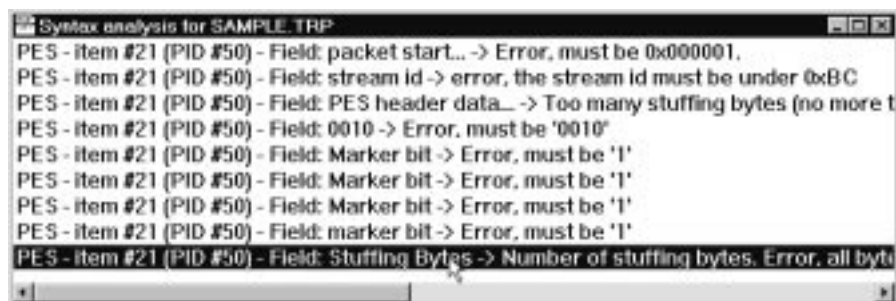 Syntax analysis for SAMPLE.TRP
PES - item #21 (PID #50) - Field: packet start... -> Error, must be 0x000001.
PES - item #21 (PID #50) - Field: stream id -> error, the stream id must be under 0xBC
PES - item #21 (PID #50) - Field: PES header data... -> Too many stuffing bytes (no more t
PES - item #21 (PID #50) - Field: 0010 -> Error, must be '0010'
PES - item #21 (PID #50) - Field: Marker bit -> Error, must be '1'
PES - item #21 (PID #50) - Field: Marker bit -> Error, must be '1'
PES - item #21 (PID #50) - Field: Marker bit -> Error, must be '1'
PES - item #21 (PID #50) - Field: marker bit -> Error, must be '1'
PES - item #21 (PID #50) - Field: Stuffing Bytes -> Number of stuffing bytes. Error, all byt